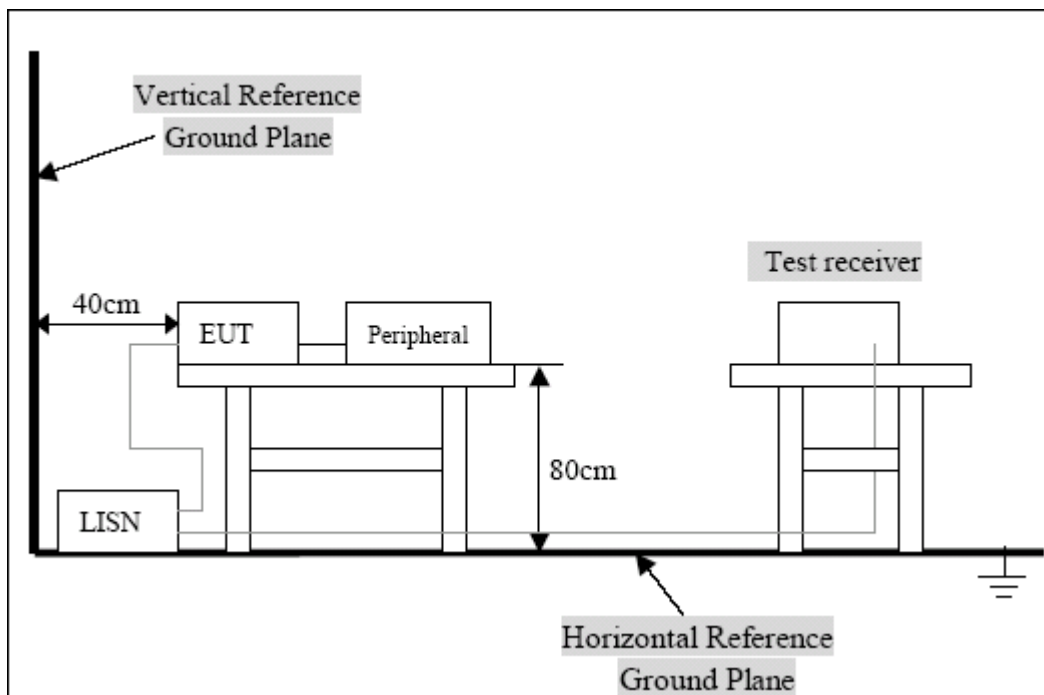 Vertical Reference
Ground Plane
Test receiver
40cm
EUT
Peripheral
80cm
LISN
Horizontal Reference
Ground Plane